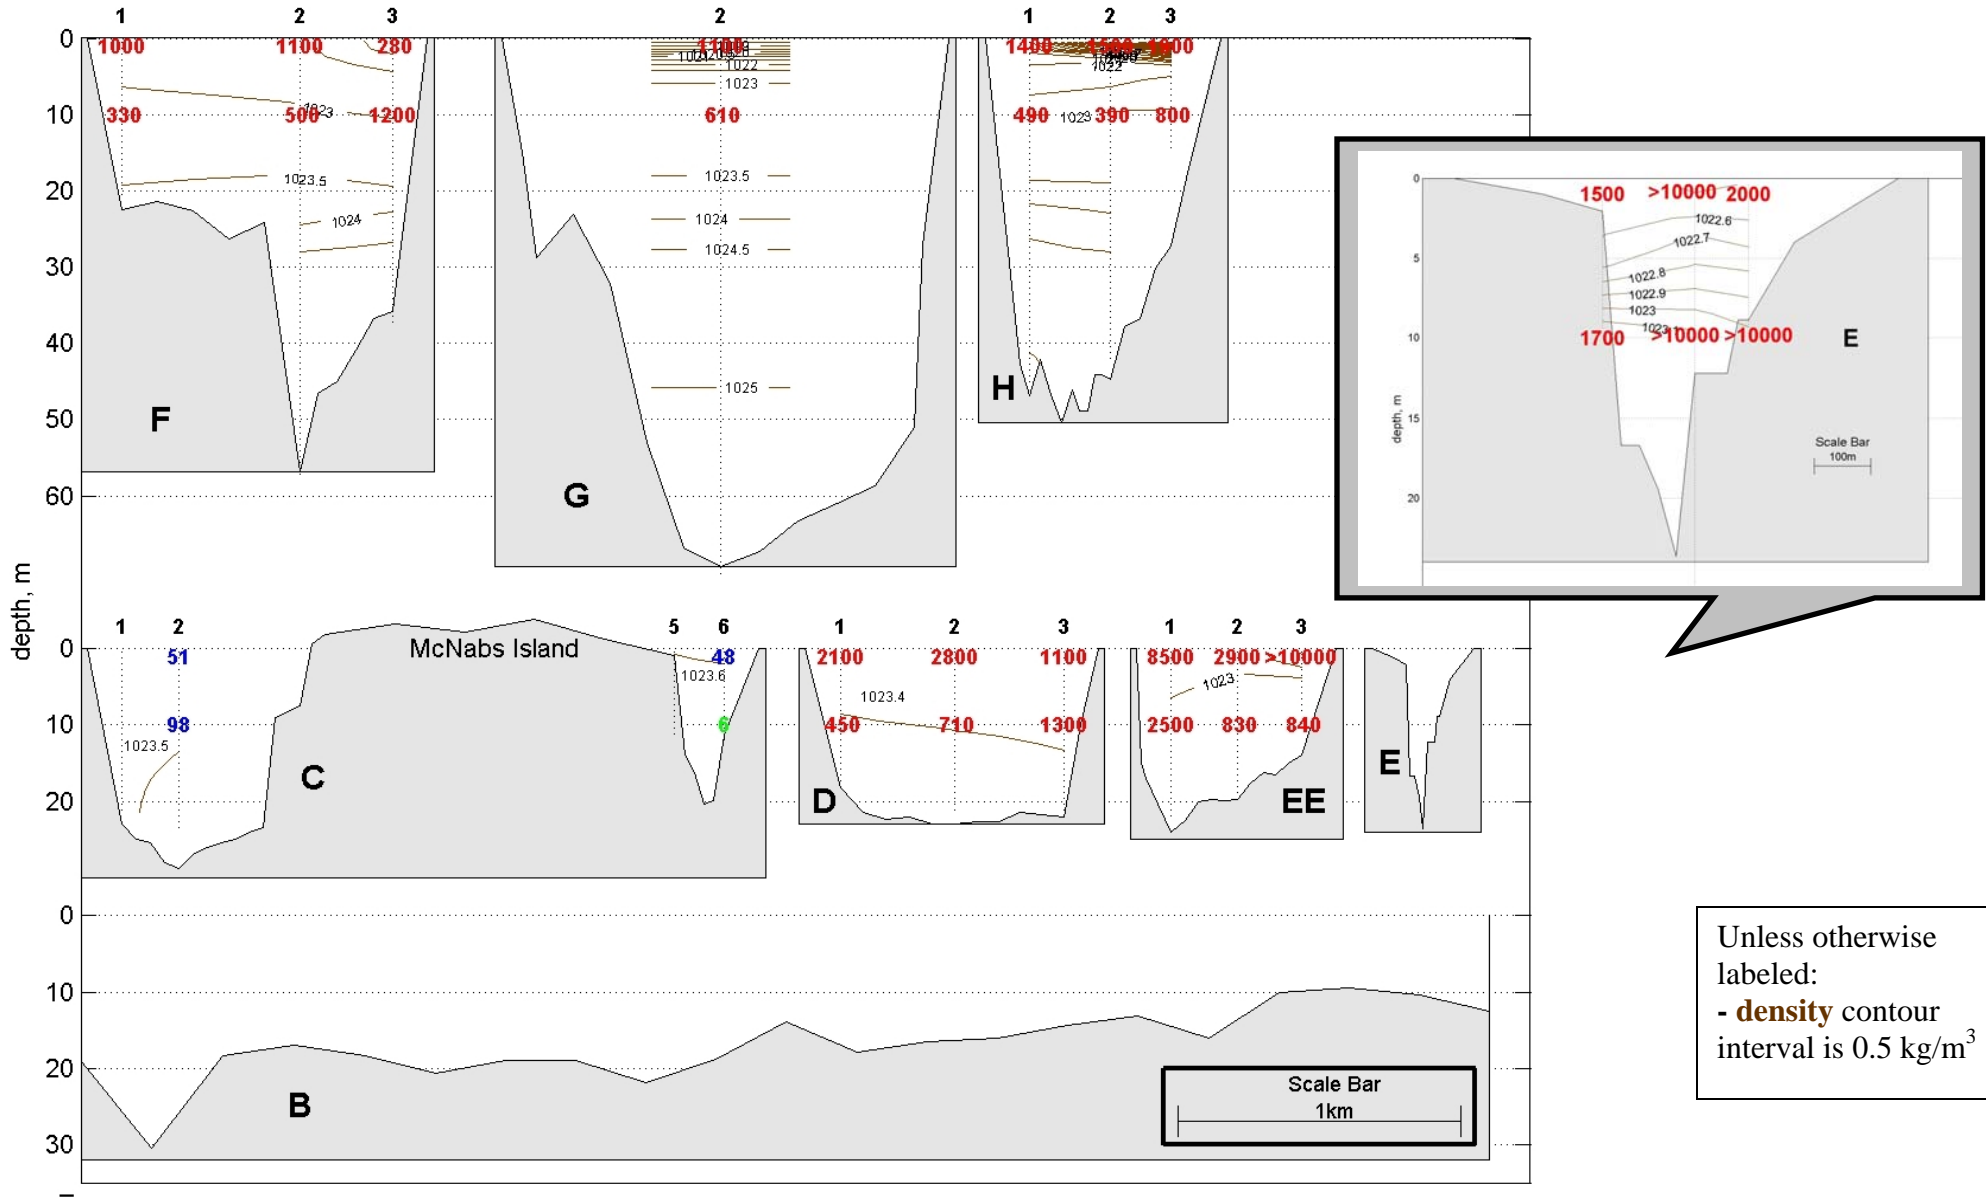 1 2 3 2 1 2 3
0 1000 1100 280 1100 1400 1000
1022 1022
1023
10 330 500 1023 1200 610 490 1023 390 800
20 1023.5 1023.5
1024 1024
30 1024.5
40
1025
50 F H
60 G
depth, m
0 1500 >10000 2000
1022.6
1022.7
5
1022.8
1022.9
1023
10 1700 >10000 >10000
E
depth, m
15
Scale Bar
100m
20
1 2 5 6 1 2 3 1 2 3
0 51 McNabs Island 48 2100 2800 1100 8500 2900 >10000
1023.6 1023.4 1023
10 98 6 450 710 1300 2500 830 840
1023.5
C E
20 D EE
0
10
20
B
30
Scale Bar
1km
Unless otherwise
labeled:
- density contour
interval is 0.5 kg/m³